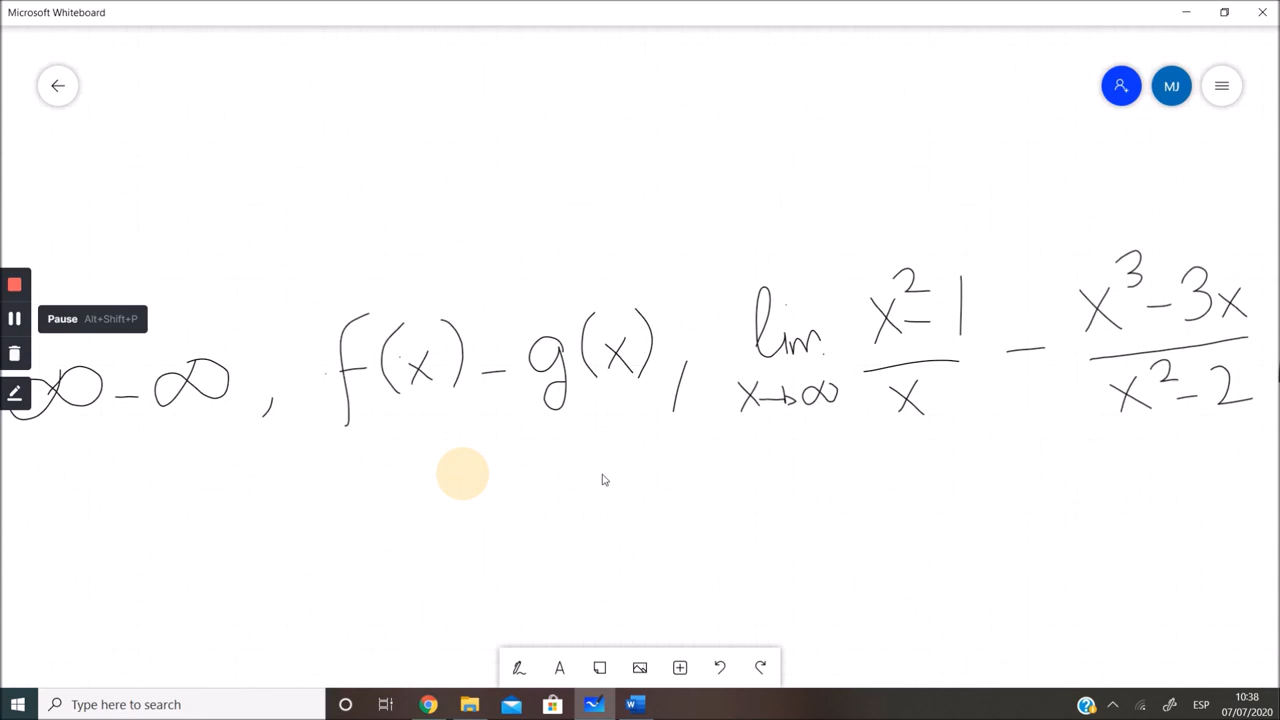 Microsoft Whiteboard
MJ
Pause Alt+Shift+P
∞ - ∞ , f(x) - g(x) , lim x→∞ (x² - 1)/x - (x³ - 3x)/(x² - 2)
A
Type here to search
ESP
10:38
07/07/2020